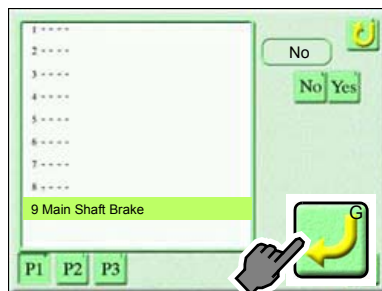 1 - - - -
2 - - - -
3 - - - -
4 - - - -
5 - - - -
6 - - - -
7 - - - -
8 - - - -
9 Main Shaft Brake
No
No Yes
G
P1 P2 P3